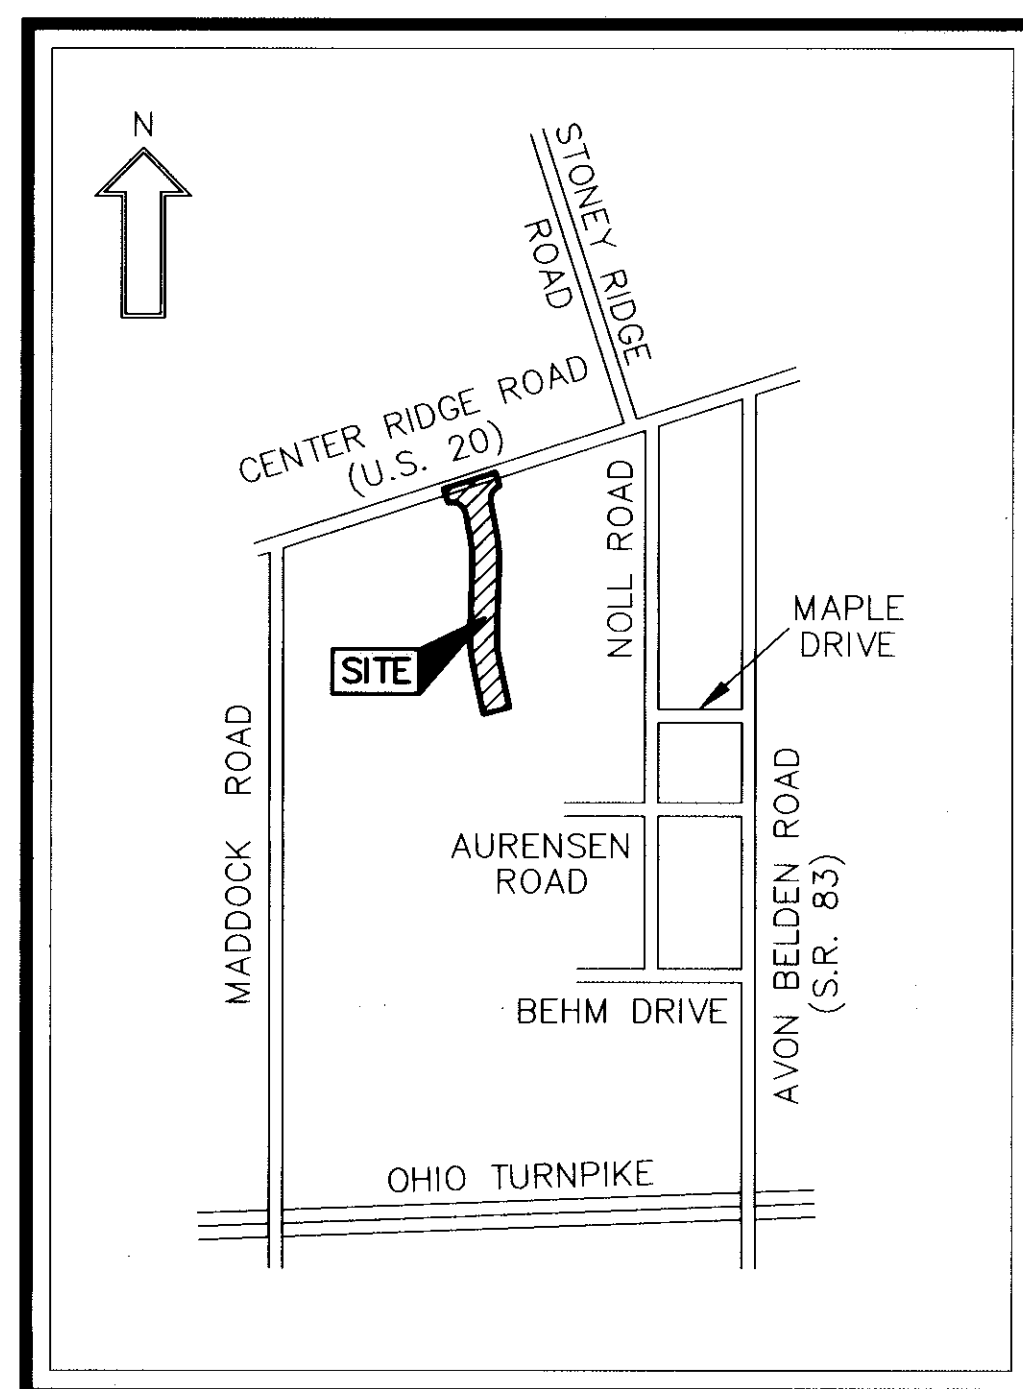 N
STONEY RIDGE
ROAD
CENTER RIDGE ROAD
(U.S. 20)
NOLL ROAD
MAPLE
DRIVE
SITE
MADDOCK ROAD
AURENSEN
ROAD
AVON BELDEN ROAD
(S.R. 83)
BEHM DRIVE
OHIO TURNPIKE